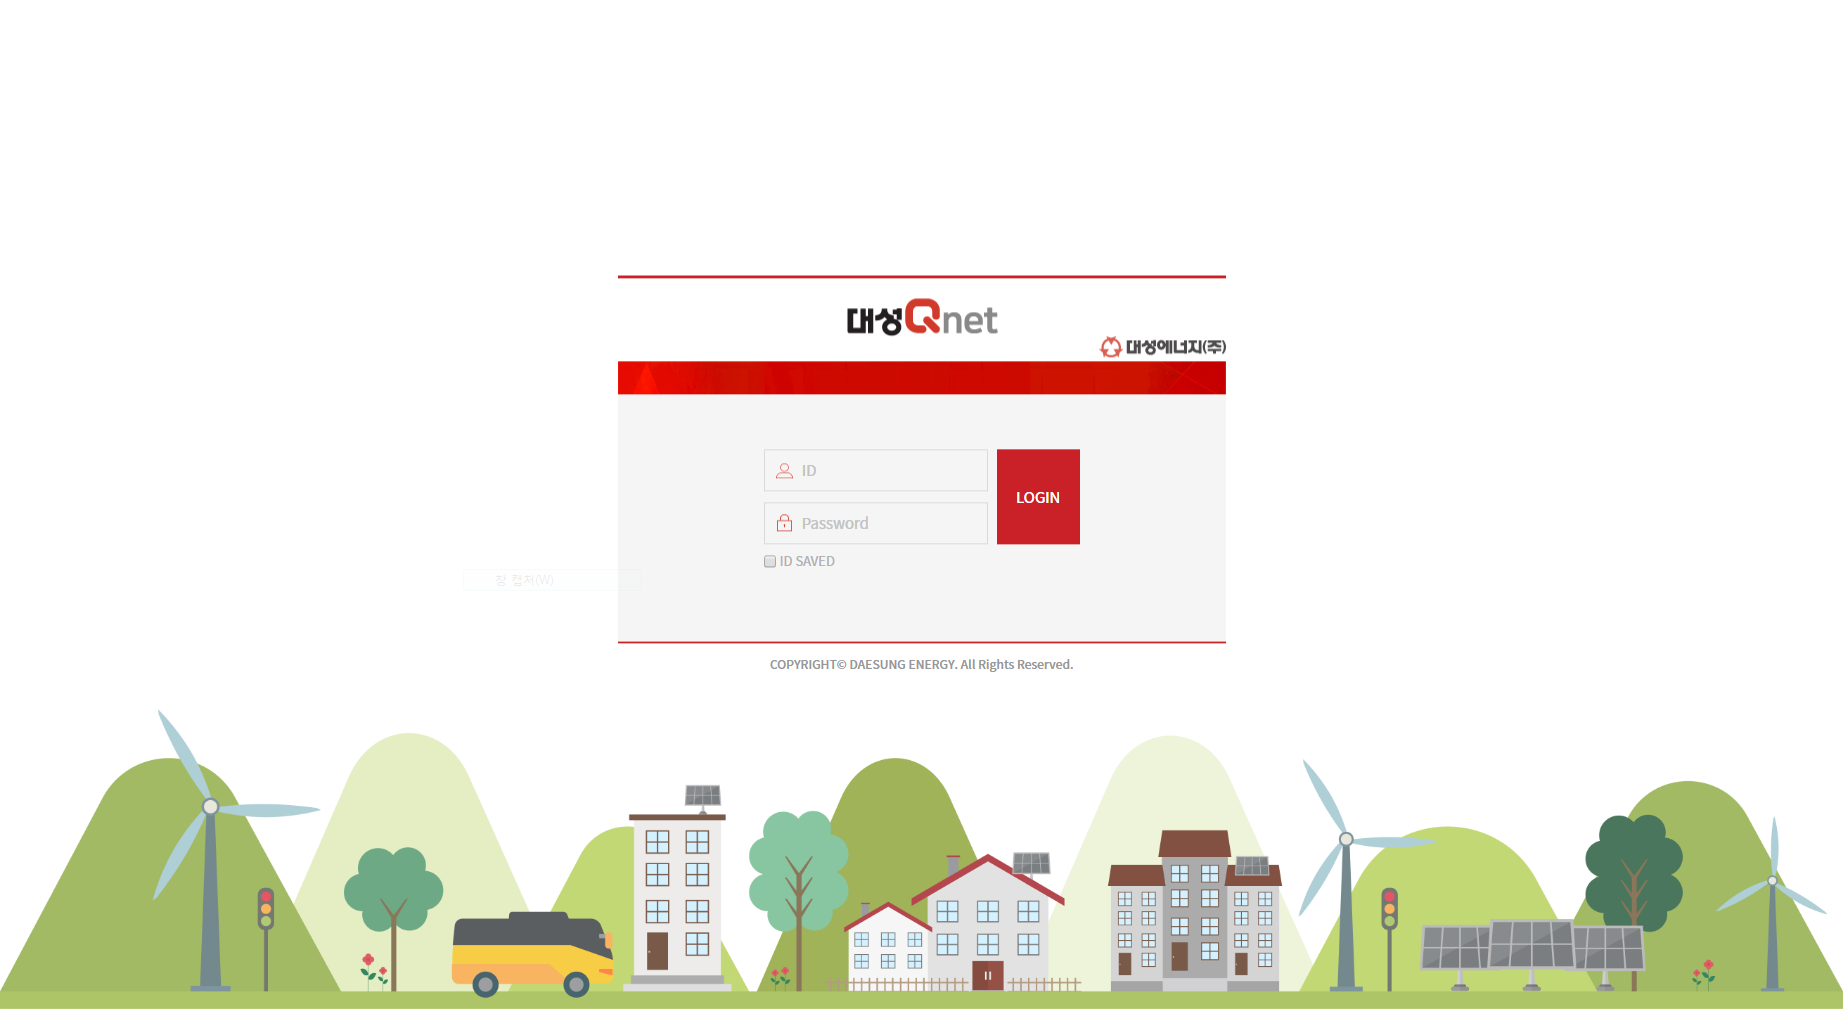 대성Qnet
대성에너지(주)
ID
Password
LOGIN
ID SAVED
창 캡처(W)
COPYRIGHT© DAESUNG ENERGY. All Rights Reserved.